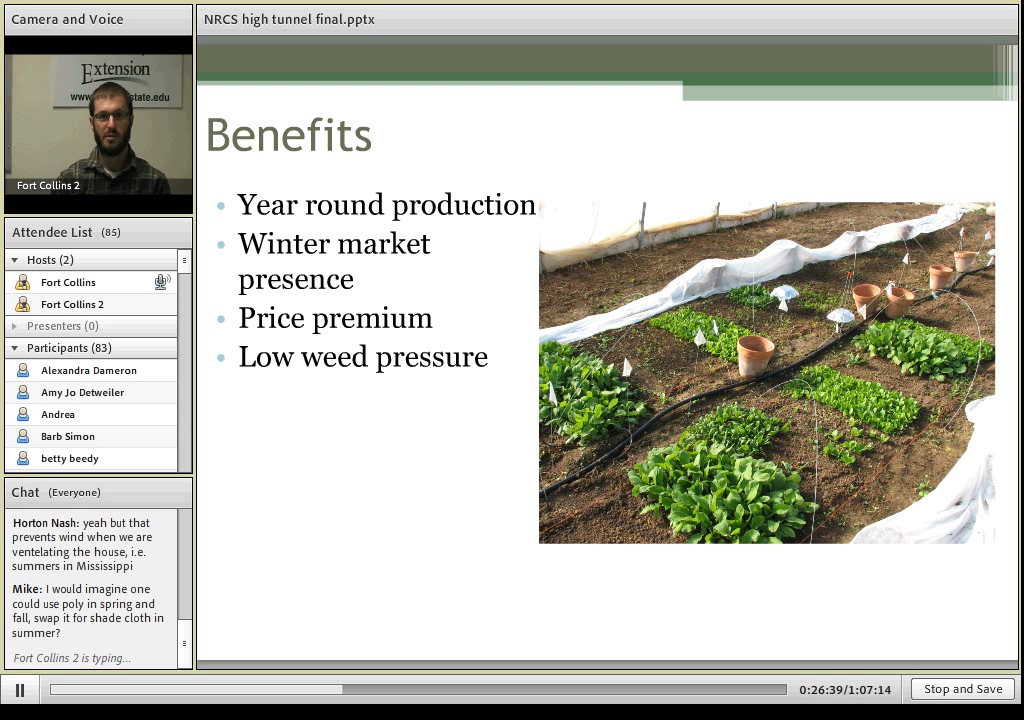 Camera and Voice
Extension
www.
state.edu
Fort Collins 2
Attendee List (85)
Hosts (2)
Fort Collins
Fort Collins 2
Presenters (0)
Participants (83)
Alexandra Dameron
Amy Jo Detweiler
Andrea
Barb Simon
betty beedy
Chat (Everyone)
Horton Nash: yeah but that
prevents wind when we are
ventelating the house, i.e.
summers in Mississippi
Mike: I would imagine one
could use poly in spring and
fall, swap it for shade cloth in
summer?
Fort Collins 2 is typing...
NRCS high tunnel final.pptx
Benefits
• Year round production
• Winter market
presence
• Price premium
• Low weed pressure
0:26:39/1:07:14
Stop and Save